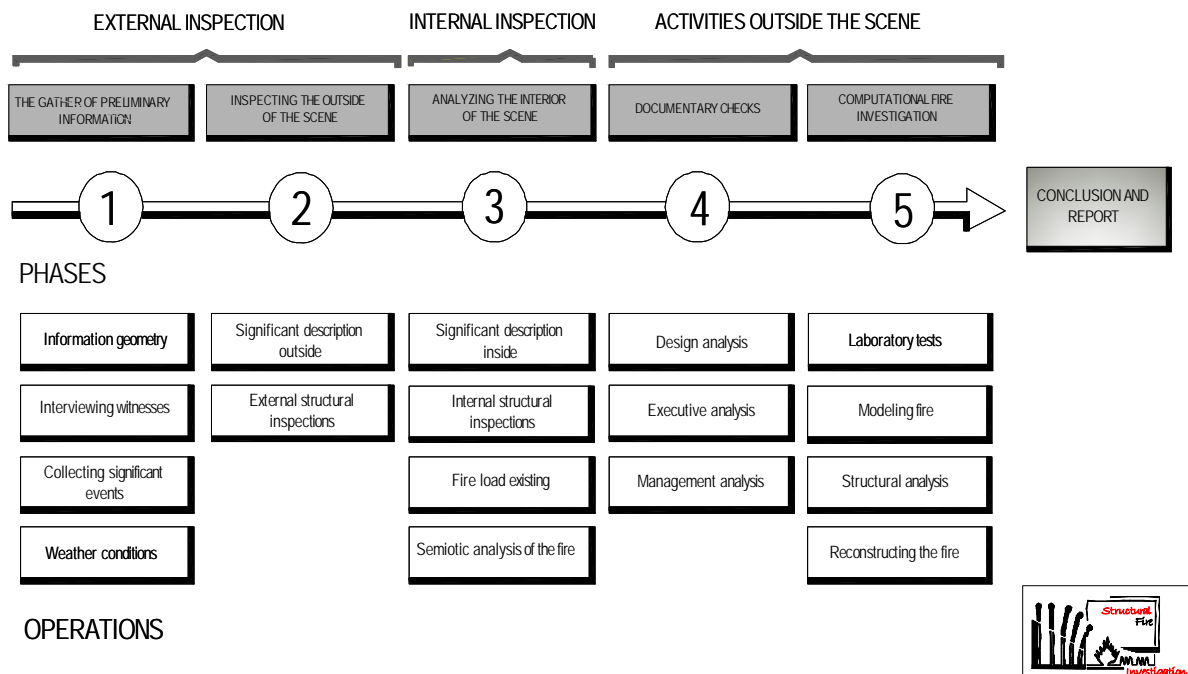 EXTERNAL INSPECTION
INTERNAL INSPECTION
ACTIVITIES OUTSIDE THE SCENE
THE GATHER OF PRELIMINARY
INFORMATION
INSPECTING THE OUTSIDE
OF THE SCENE
ANALYZING THE INTERIOR
OF THE SCENE
DOCUMENTARY CHECKS
COMPUTATIONAL FIRE
INVESTIGATION
1
2
3
4
5
CONCLUSION AND
REPORT
PHASES
Information geometry
Interviewing witnesses
Collecting significant
events
Weather conditions
Significant description
outside
External structural
inspections
Significant description
inside
Internal structural
inspections
Fire load existing
Semiotic analysis of the fire
Design analysis
Executive analysis
Management analysis
Laboratory tests
Modeling fire
Structural analysis
Reconstructing the fire
OPERATIONS
Structural
Fire
Investigation